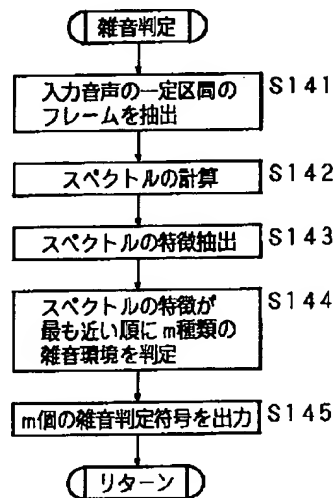 雑音判定
入力音声の一定区間の
フレームを抽出
S141
スペクトルの計算
S142
スペクトルの特徴抽出
S143
スペクトルの特徴が
最も近い順にm種類の
雑音環境を判定
S144
m個の雑音判定符号を出力
S145
リターン